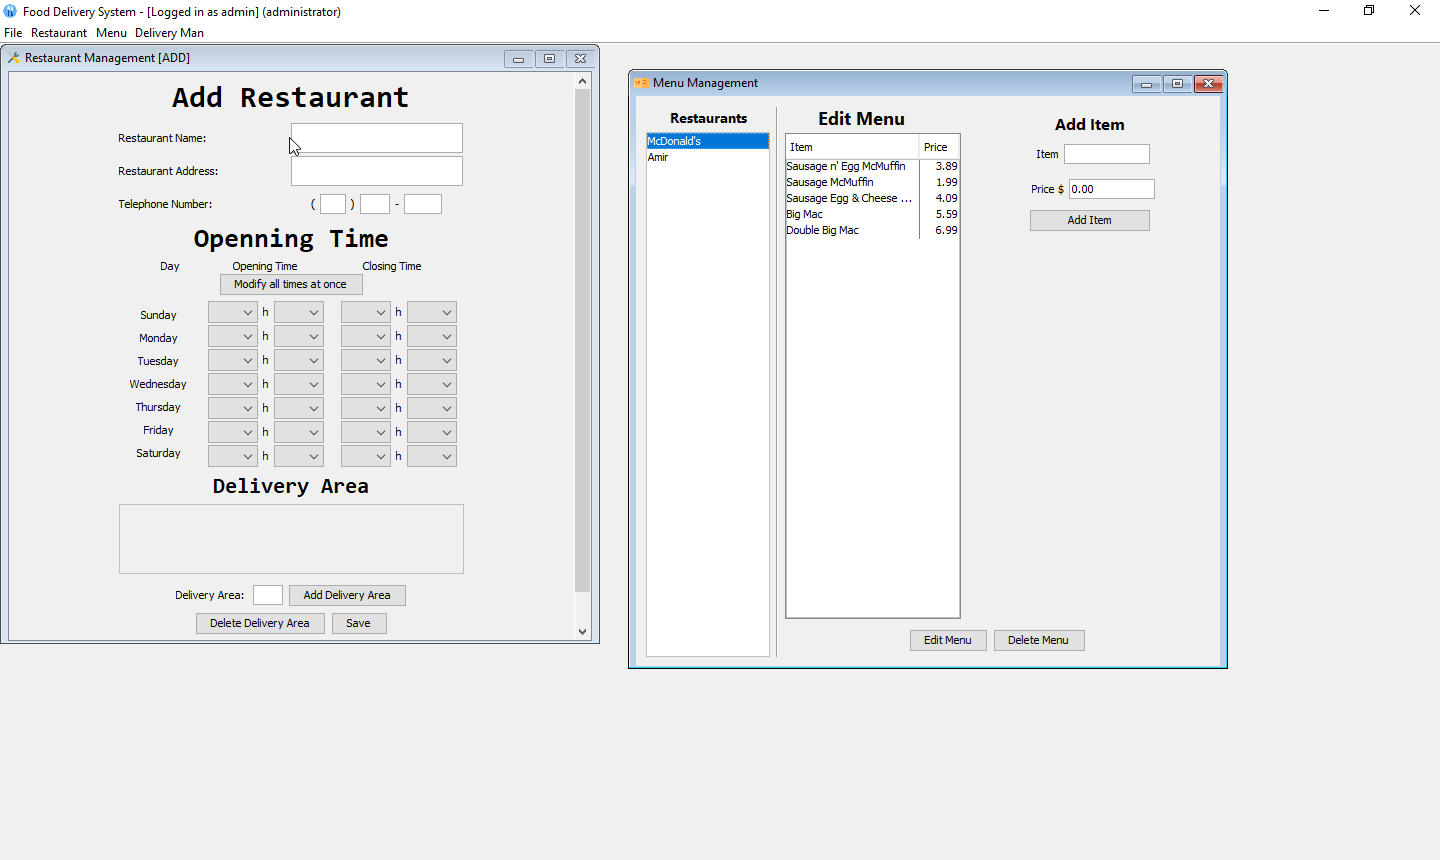 Food Delivery System - [Logged in as admin] (administrator)
File Restaurant Menu Delivery Man
Restaurant Management [ADD]
Add Restaurant
Restaurant Name:
Restaurant Address:
Telephone Number: ( ) -
Openning Time
Day Opening Time Closing Time
Modify all times at once
Sunday h h
Monday h h
Tuesday h h
Wednesday h h
Thursday h h
Friday h h
Saturday h h
Delivery Area
Delivery Area: Add Delivery Area
Delete Delivery Area Save
Menu Management
Restaurants
McDonald's
Amir
Edit Menu
Item Price
Sausage n' Egg McMuffin 3.89
Sausage McMuffin 1.99
Sausage Egg & Cheese ... 4.09
Big Mac 5.59
Double Big Mac 6.99
Add Item
Item
Price $ 0.00
Add Item
Edit Menu Delete Menu